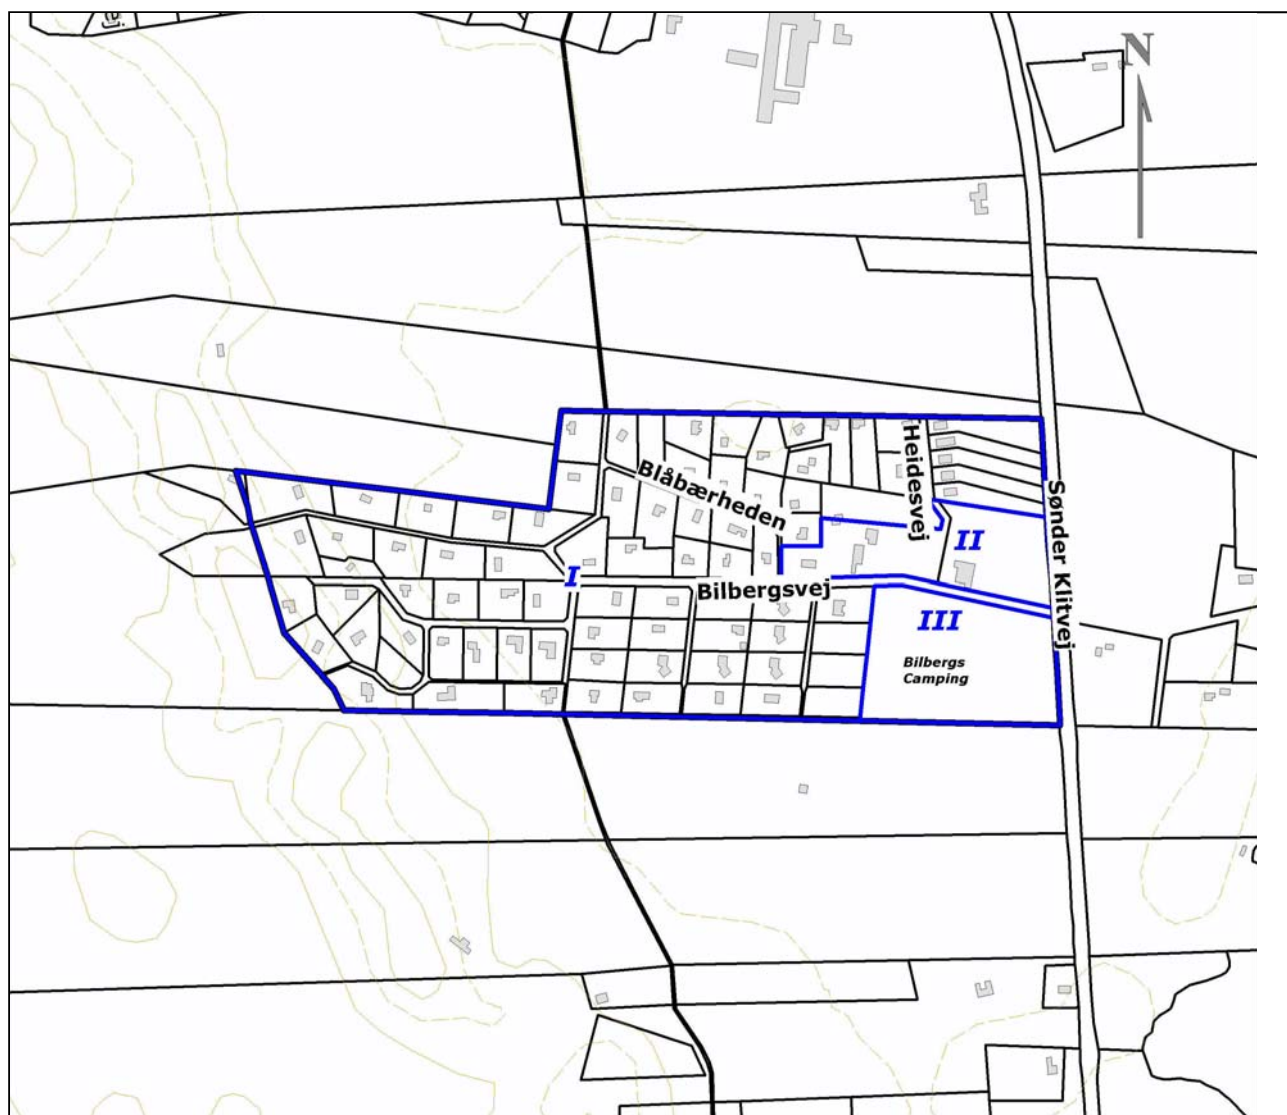 N
Blåbærheden
Heidesvej
Sønder Klitvej
II
I
Bilbergsvej
III
Bilbergs
Camping